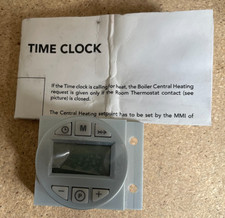 TIME CLOCK
If the Time clock is calling for heat, the Boiler Central Heating
request is given only if the Room Thermostat contact (see
picture) is closed.
The Central Heating setpoint has to be set by the MMI of
M